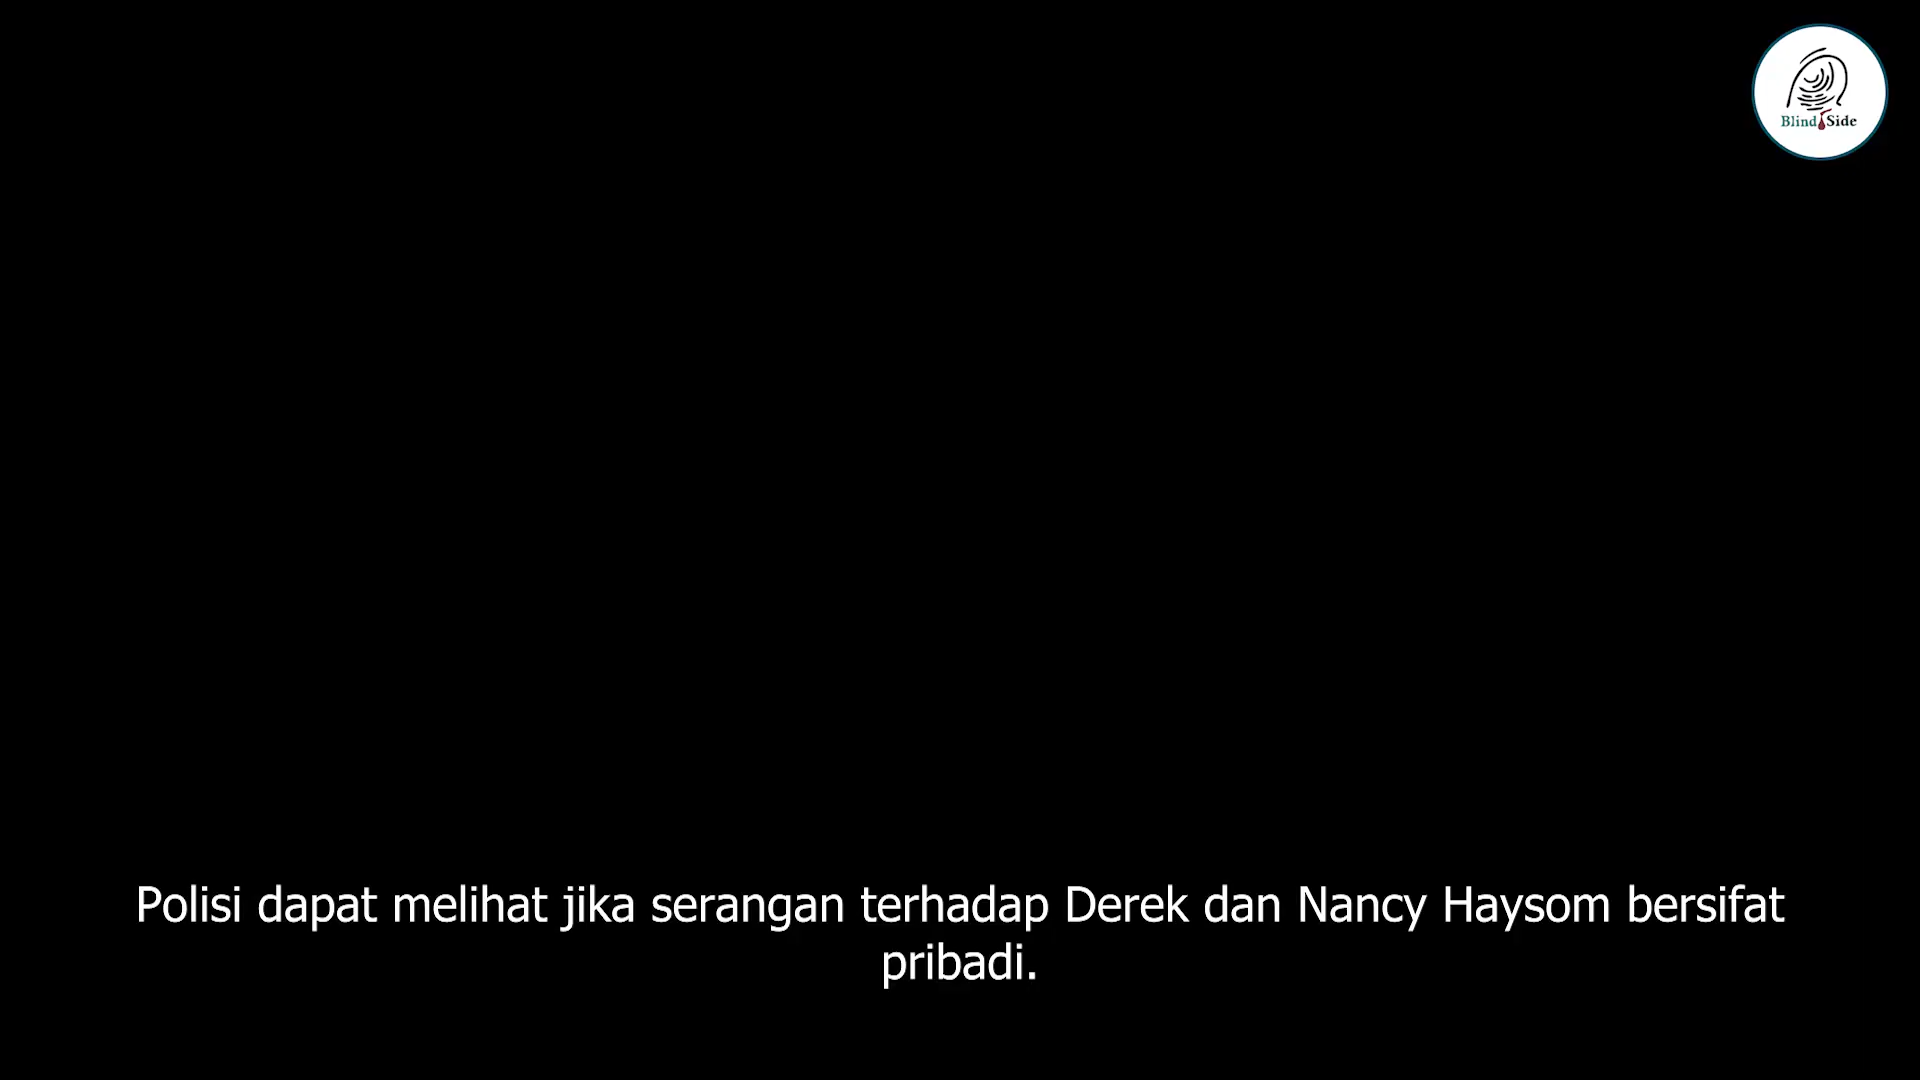 Blind Side
Polisi dapat melihat jika serangan terhadap Derek dan Nancy Haysom bersifat
pribadi.